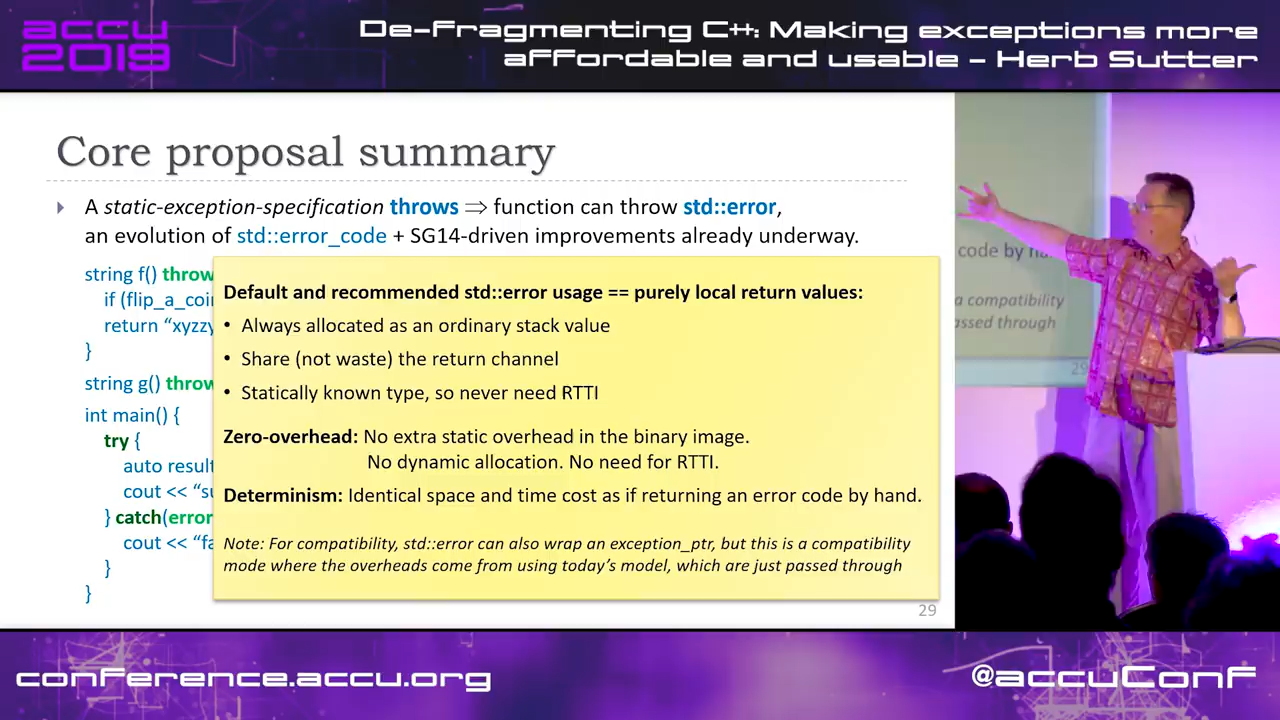 accu
2019
De-Fragmenting C++: Making exceptions more
affordable and usable - Herb Sutter
Core proposal summary
A static-exception-specification throws ⇒ function can throw std::error,
an evolution of std::error_code + SG14-driven improvements already underway.
string f() throw
if (flip_a_coi
return “xyzzy
}
string g() throw
int main() {
try {
auto result
cout << “su
} catch(error
cout << “fa
}
}
Default and recommended std::error usage == purely local return values:
• Always allocated as an ordinary stack value
• Share (not waste) the return channel
• Statically known type, so never need RTTI
Zero-overhead: No extra static overhead in the binary image.
No dynamic allocation. No need for RTTI.
Determinism: Identical space and time cost as if returning an error code by hand.
Note: For compatibility, std::error can also wrap an exception_ptr, but this is a compatibility
mode where the overheads come from using today’s model, which are just passed through
29
code by ha
a compatibility
assed through
29
conference.accu.org
@accuConf